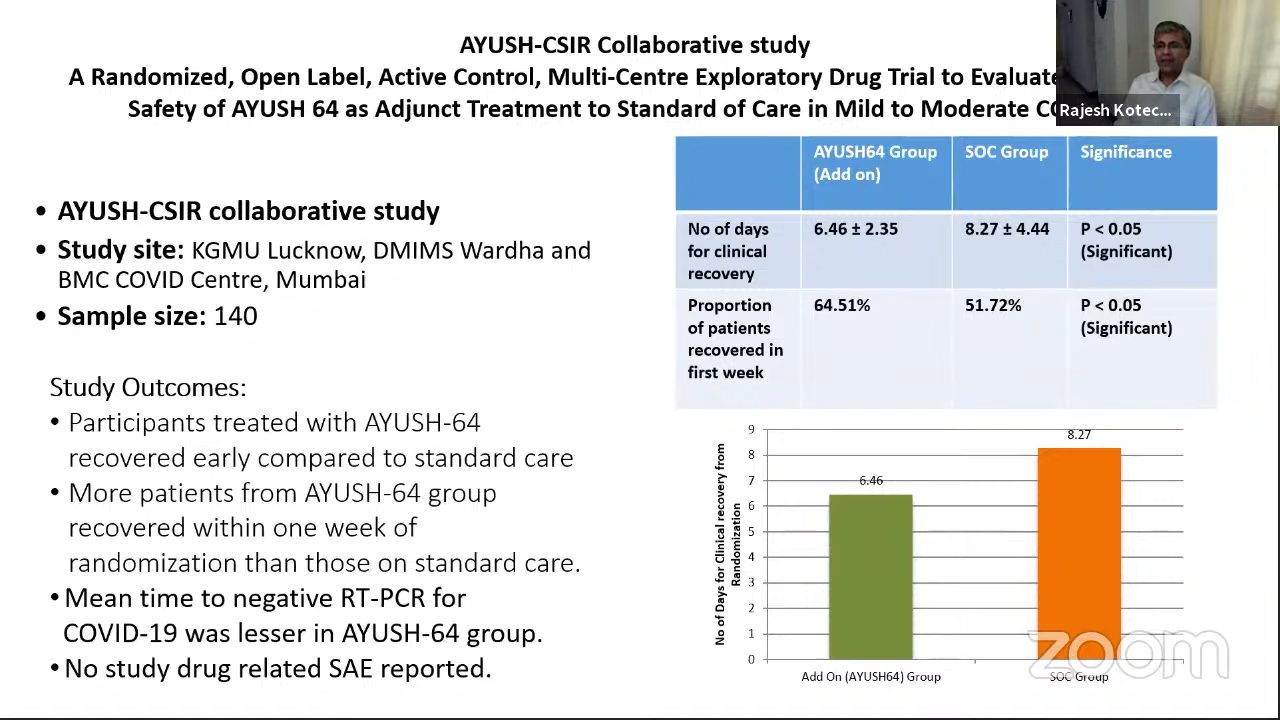 AYUSH-CSIR Collaborative study
A Randomized, Open Label, Active Control, Multi-Centre Exploratory Drug Trial to Evaluate
Safety of AYUSH 64 as Adjunct Treatment to Standard of Care in Mild to Moderate
Rajesh Kotec...
• AYUSH-CSIR collaborative study
• Study site: KGMU Lucknow, DMIMS Wardha and
BMC COVID Centre, Mumbai
• Sample size: 140
Study Outcomes:
• Participants treated with AYUSH-64
recovered early compared to standard care
• More patients from AYUSH-64 group
recovered within one week of
randomization than those on standard care.
• Mean time to negative RT-PCR for
COVID-19 was lesser in AYUSH-64 group.
• No study drug related SAE reported.
AYUSH64 Group SOC Group Significance
(Add on)
No of days 6.46 ± 2.35 8.27 ± 4.44 P < 0.05
for clinical (Significant)
recovery
Proportion 64.51% 51.72% P < 0.05
of patients (Significant)
recovered in
first week
No of Days for Clinical recovery from
Randomization
9
8
7
6
5
4
3
2
1
0
6.46
8.27
Add On (AYUSH64) Group
SOC Group
zoom